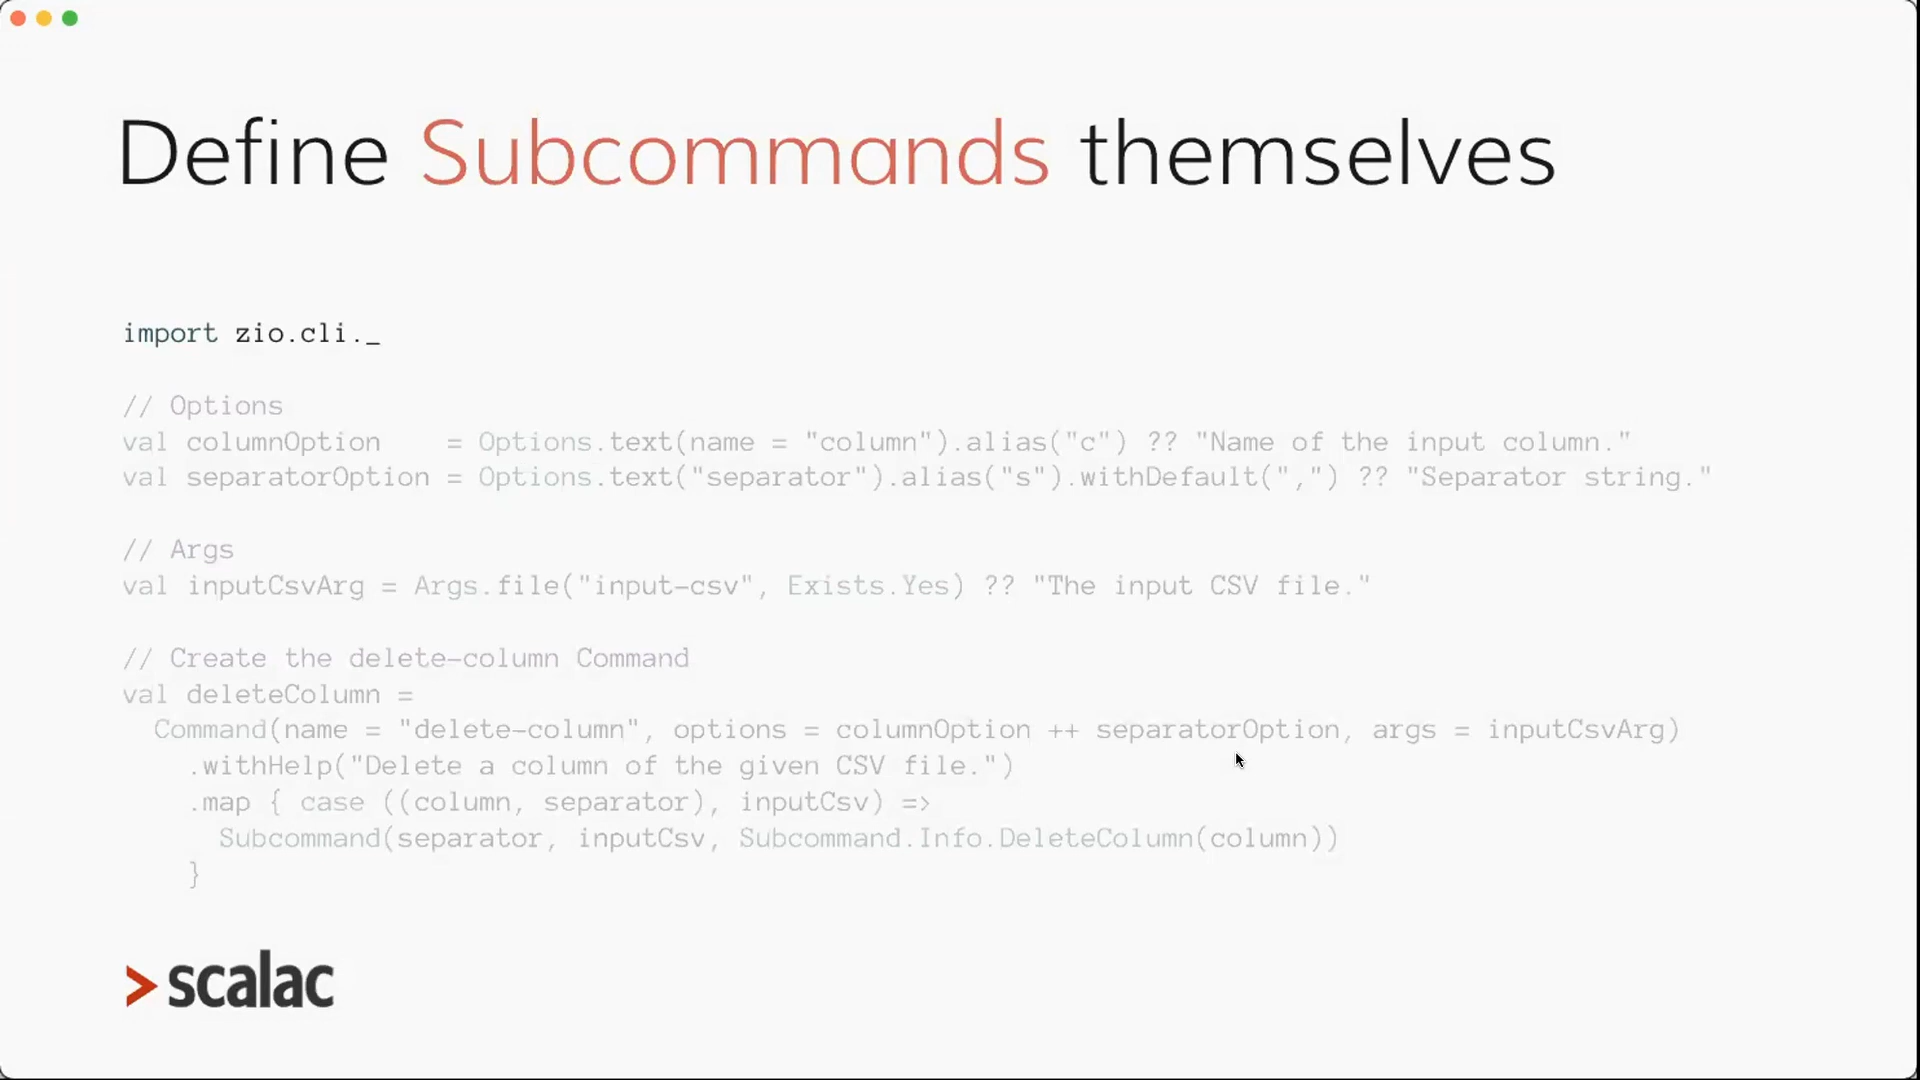 Define Subcommands themselves
import zio.cli._
// Options
val columnOption    = Options.text(name = "column").alias("c") ?? "Name of the input column."
val separatorOption = Options.text("separator").alias("s").withDefault(",") ?? "Separator string."
// Args
val inputCsvArg = Args.file("input-csv", Exists.Yes) ?? "The input CSV file."
// Create the delete-column Command
val deleteColumn =
  Command(name = "delete-column", options = columnOption ++ separatorOption, args = inputCsvArg)
    .withHelp("Delete a column of the given CSV file.")
    .map { case ((column, separator), inputCsv) =>
      Subcommand(separator, inputCsv, Subcommand.Info.DeleteColumn(column))
    }
scalac